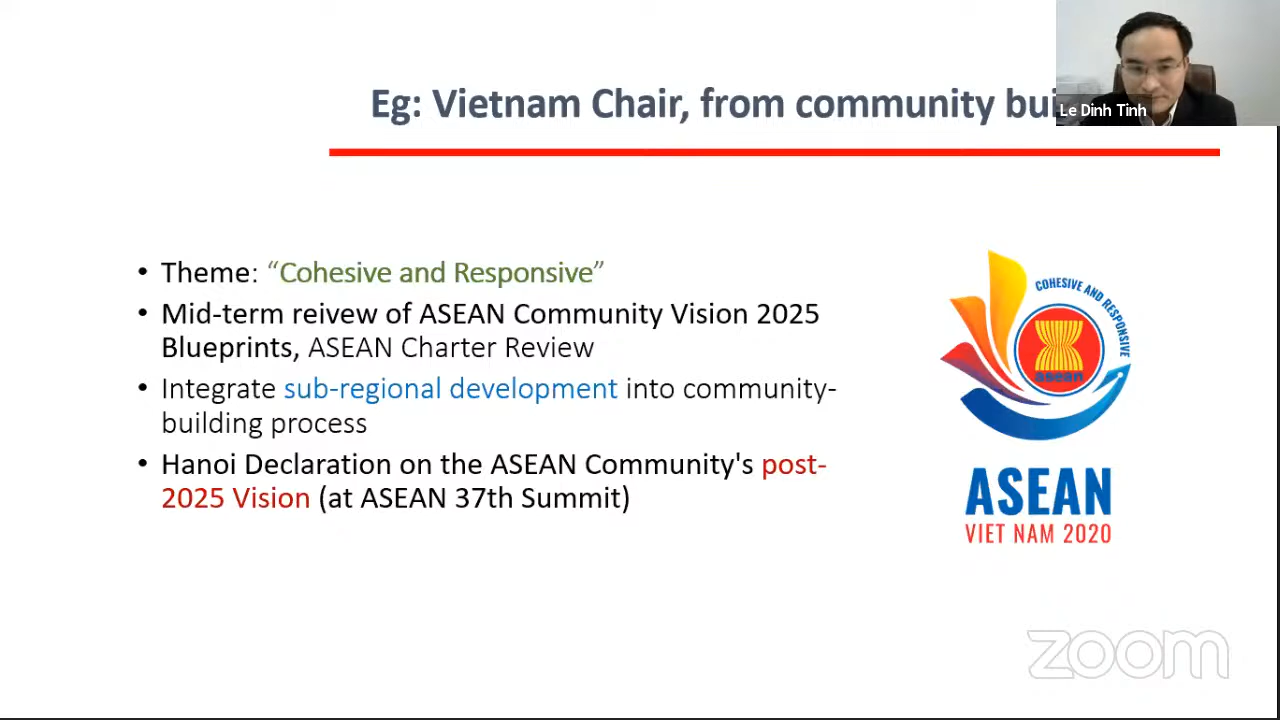 Eg: Vietnam Chair, from community bui
Le Dinh Tinh
• Theme: “Cohesive and Responsive”
• Mid-term reivew of ASEAN Community Vision 2025
Blueprints, ASEAN Charter Review
• Integrate sub-regional development into community-
building process
• Hanoi Declaration on the ASEAN Community's post-
2025 Vision (at ASEAN 37th Summit)
COHESIVE AND RESPONSIVE
asean
ASEAN
VIET NAM 2020
zoom